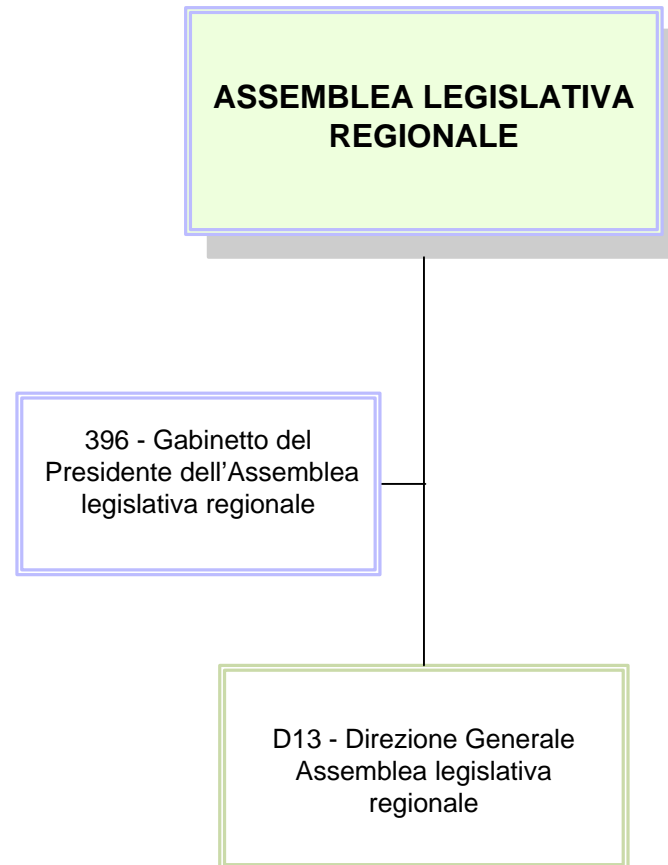 ASSEMBLEA LEGISLATIVA
REGIONALE
396 - Gabinetto del
Presidente dell'Assemblea
legislativa regionale
D13 - Direzione Generale
Assemblea legislativa
regionale